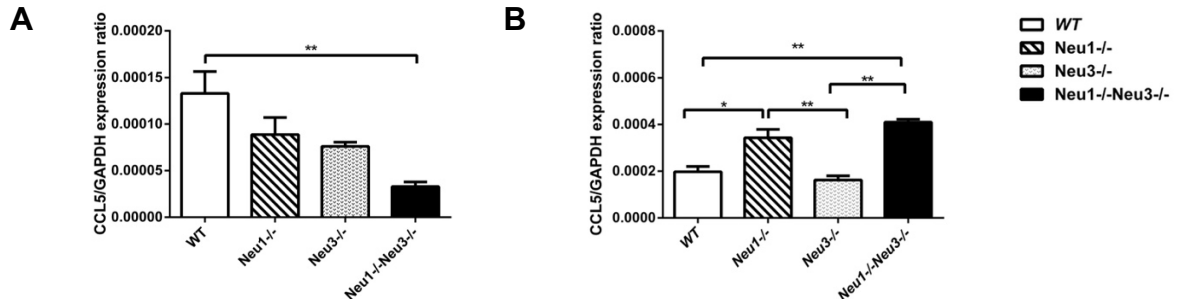 A
CCL5/GAPDH expression ratio
0.00020
0.00015
0.00010
0.00005
0.00000
**
WT
Neu1-/-
Neu3-/-
Neu1-/-Neu3-/-
B
CCL5/GAPDH expression ratio
0.0008
0.0006
0.0004
0.0002
0.0000
**
**
*
**
WT
Neu1-/-
Neu3-/-
Neu1-/-Neu3-/-
WT
Neu1-/-
Neu3-/-
Neu1-/-Neu3-/-